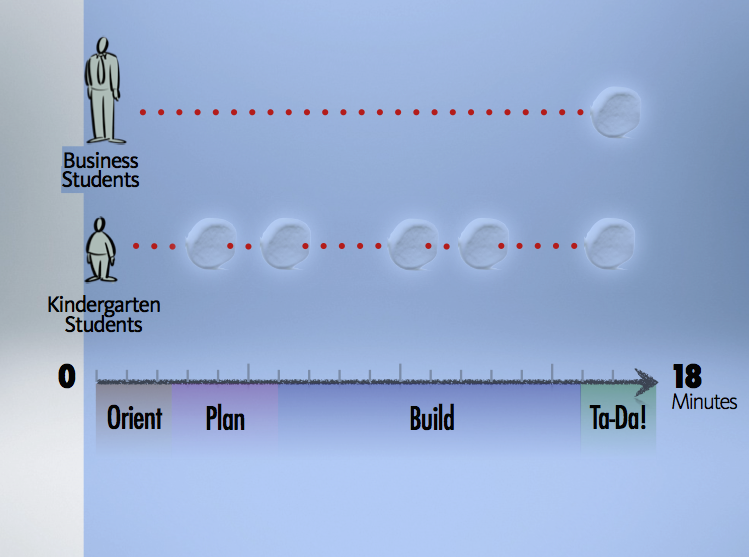 Business
Students
Kindergarten
Students
0
18
Minutes
Orient
Plan
Build
Ta-Da!